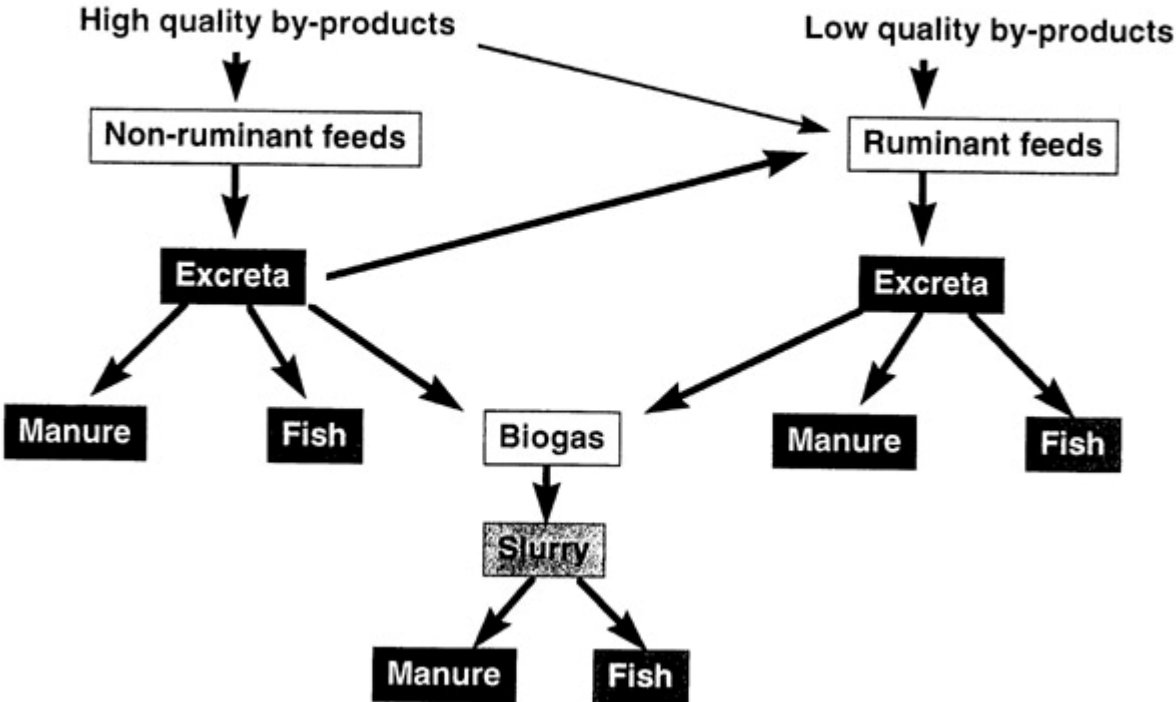 High quality by-products
Low quality by-products
Non-ruminant feeds
Ruminant feeds
Excreta
Excreta
Manure
Fish
Biogas
Manure
Fish
Slurry
Manure
Fish